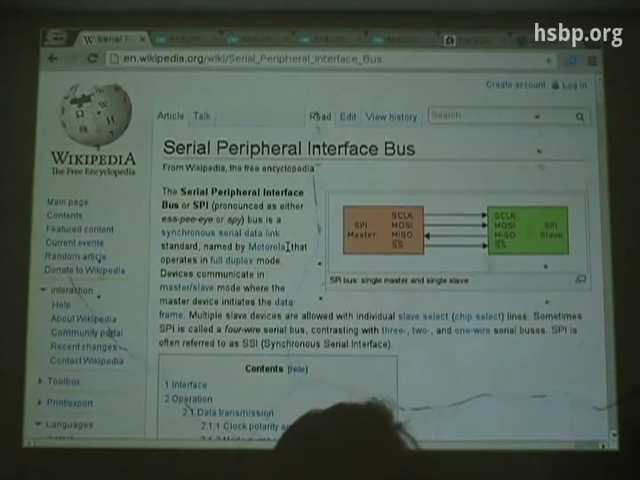 hsbp.org
W Serial P
en.wikipedia.org/wiki/Serial_Peripheral_Interface_Bus
Create account Log in
Article Talk Read Edit View history Search
WIKIPEDIA
The Free Encyclopedia
Serial Peripheral Interface Bus
From Wikipedia, the free encyclopedia
The Serial Peripheral Interface
Bus or SPI (pronounced as either
ess-pee-eye or spy) bus is a
synchronous serial data link
standard, named by Motorola, that
operates in full duplex mode.
Devices communicate in
master/slave mode where the
master device initiates the data
frame. Multiple slave devices are allowed with individual slave select (chip select) lines. Sometimes
SPI is called a four-wire serial bus, contrasting with three-, two-, and one-wire serial buses. SPI is
often referred to as SSI (Synchronous Serial Interface).
SPI
Master
SCLK
MOSI
MISO
SS
SCLK
MOSI
MISO
SS
SPI
Slave
SPI bus: single master and single slave
Main page
Contents
Featured content
Current events
Random article
Donate to Wikipedia
Interaction
Help
About Wikipedia
Community portal
Recent changes
Contact Wikipedia
Toolbox
Print/export
Languages
Contents [hide]
1 Interface
2 Operation
2.1 Data transmission
2.1.1 Clock polarity